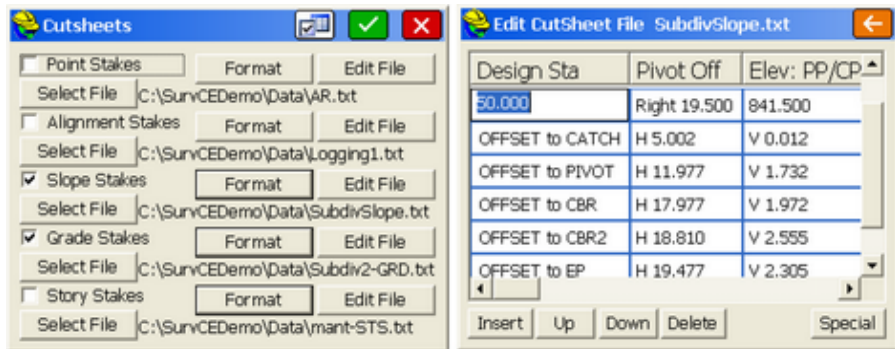 Cutsheets
Point Stakes Format Edit File
Select File C:\SurvCEDemo\Data\AR.txt
Alignment Stakes Format Edit File
Select File C:\SurvCEDemo\Data\Logging1.txt
Slope Stakes Format Edit File
Select File C:\SurvCEDemo\Data\SubdivSlope.txt
Grade Stakes Format Edit File
Select File C:\SurvCEDemo\Data\Subdiv2-GRD.txt
Story Stakes Format Edit File
Select File C:\SurvCEDemo\Data\mant-STS.txt
Edit CutSheet File SubdivSlope.txt
Design Sta Pivot Off Elev: PP/CP
50.000 Right 19.500 841.500
OFFSET to CATCH H 5.002 V 0.012
OFFSET to PIVOT H 11.977 V 1.732
OFFSET to CBR H 17.977 V 1.972
OFFSET to CBR2 H 18.810 V 2.555
OFFSET to EP H 19.477 V 2.305
Insert Up Down Delete Special